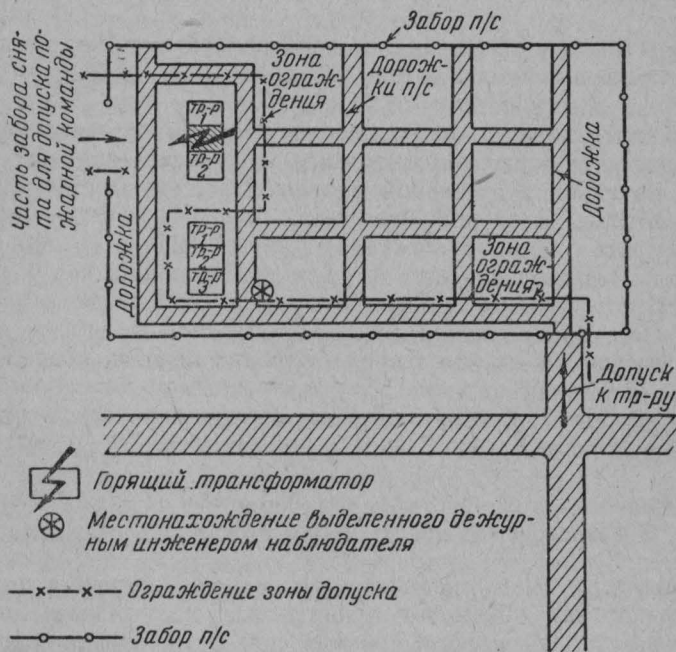 Забор п/с
Зона
ограж-
дения
Дорож-
ки п/с
Часть забора сня-
та для допуска по-
жарной команды
Тр-р
1
Тр-р
2
Дорожка
Тр-р
1
Тр-р
2
Тр-р
3
Дорожка
Зона
ограж-
дения
Допуск
к тр-ру
Горящий трансформатор
Местонахождение выделенного дежур-
ным инженером наблюдателя
Ограждение зоны допуска
Забор п/с